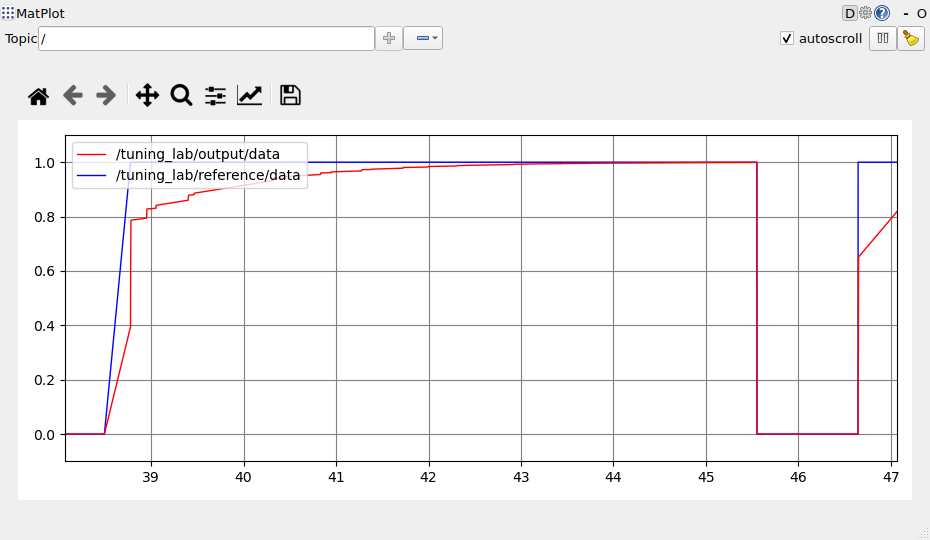 MatPlot D ? - O
Topic / autoscroll
/tuning_lab/output/data
/tuning_lab/reference/data
1.0
0.8
0.6
0.4
0.2
0.0
39 40 41 42 43 44 45 46 47